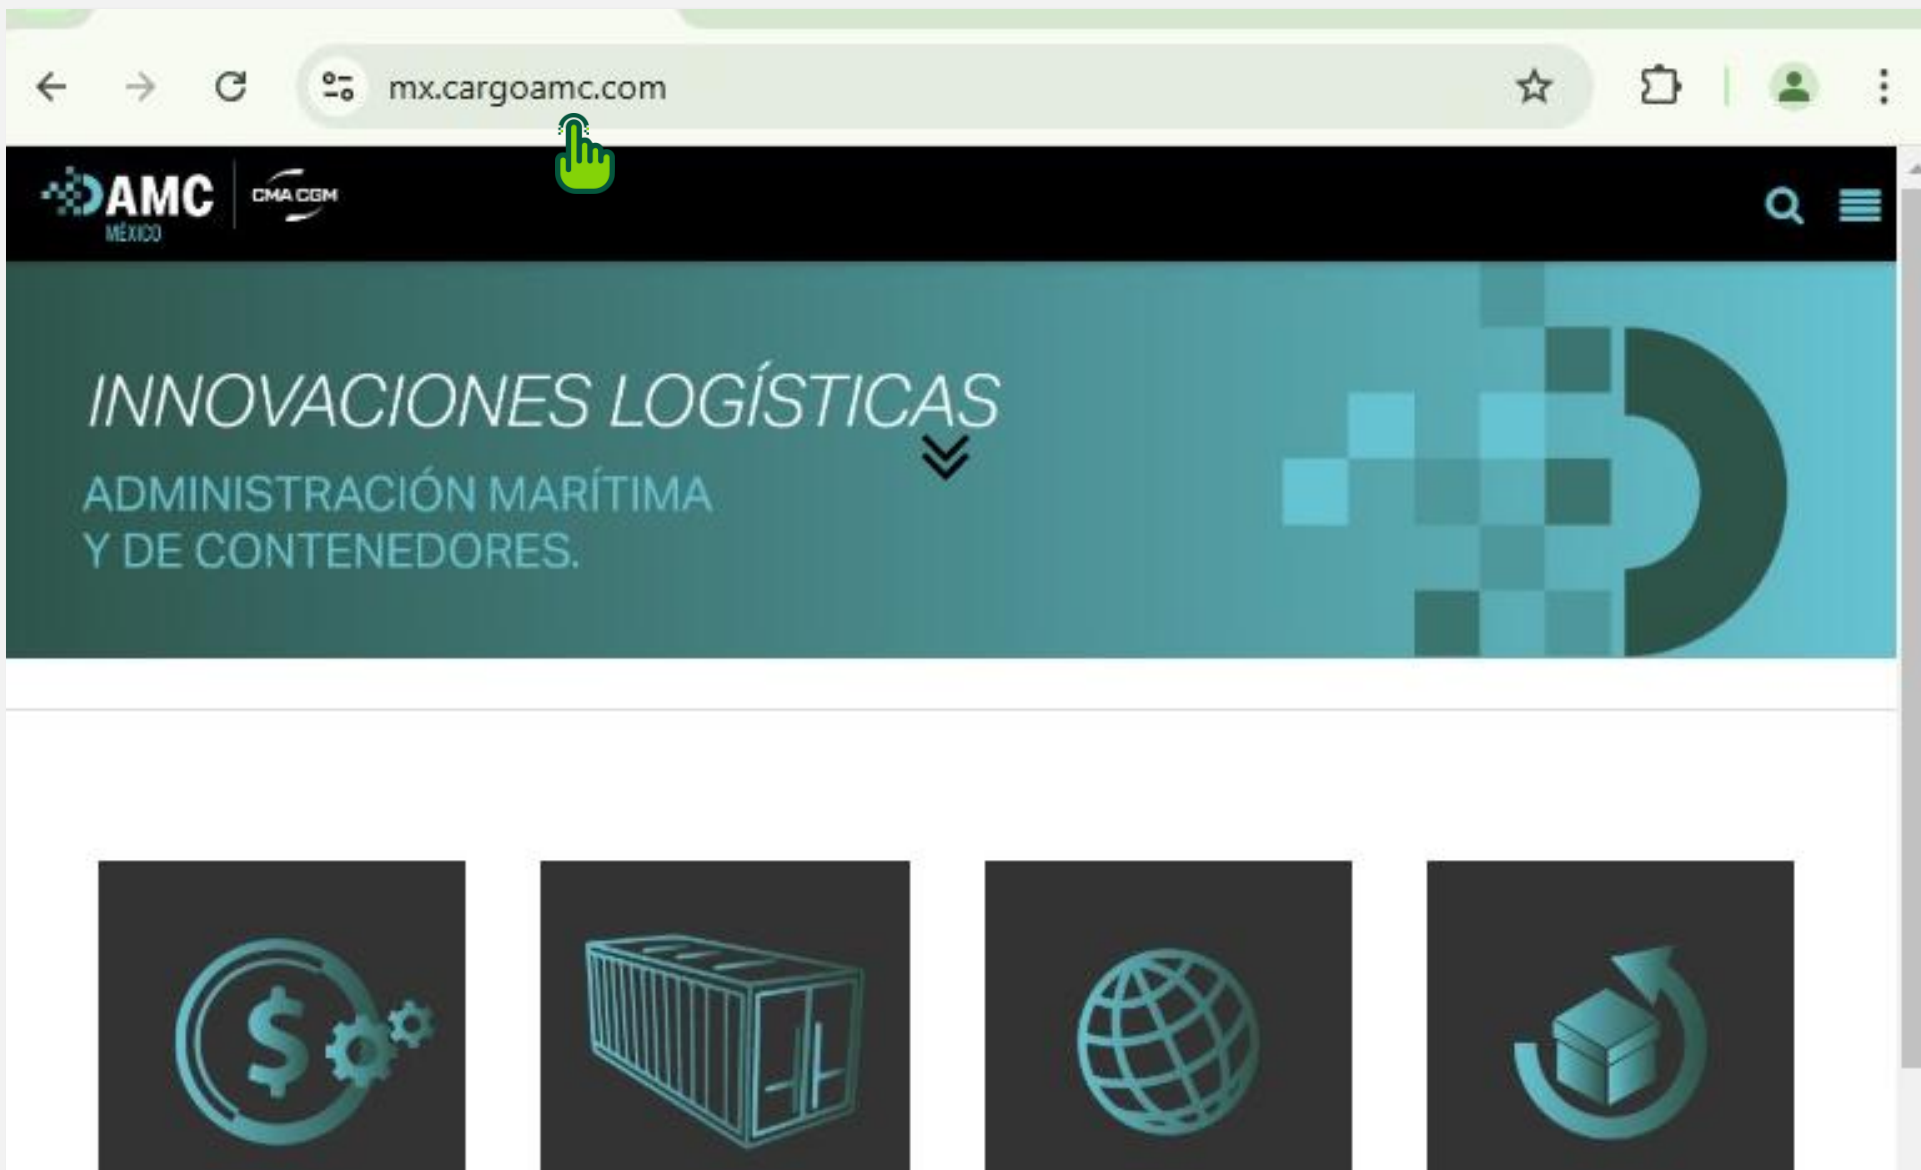 mx.cargoamc.com
AMC
MÉXICO
CMA CGM
INNOVACIONES LOGÍSTICAS
ADMINISTRACIÓN MARÍTIMA
Y DE CONTENEDORES.
$